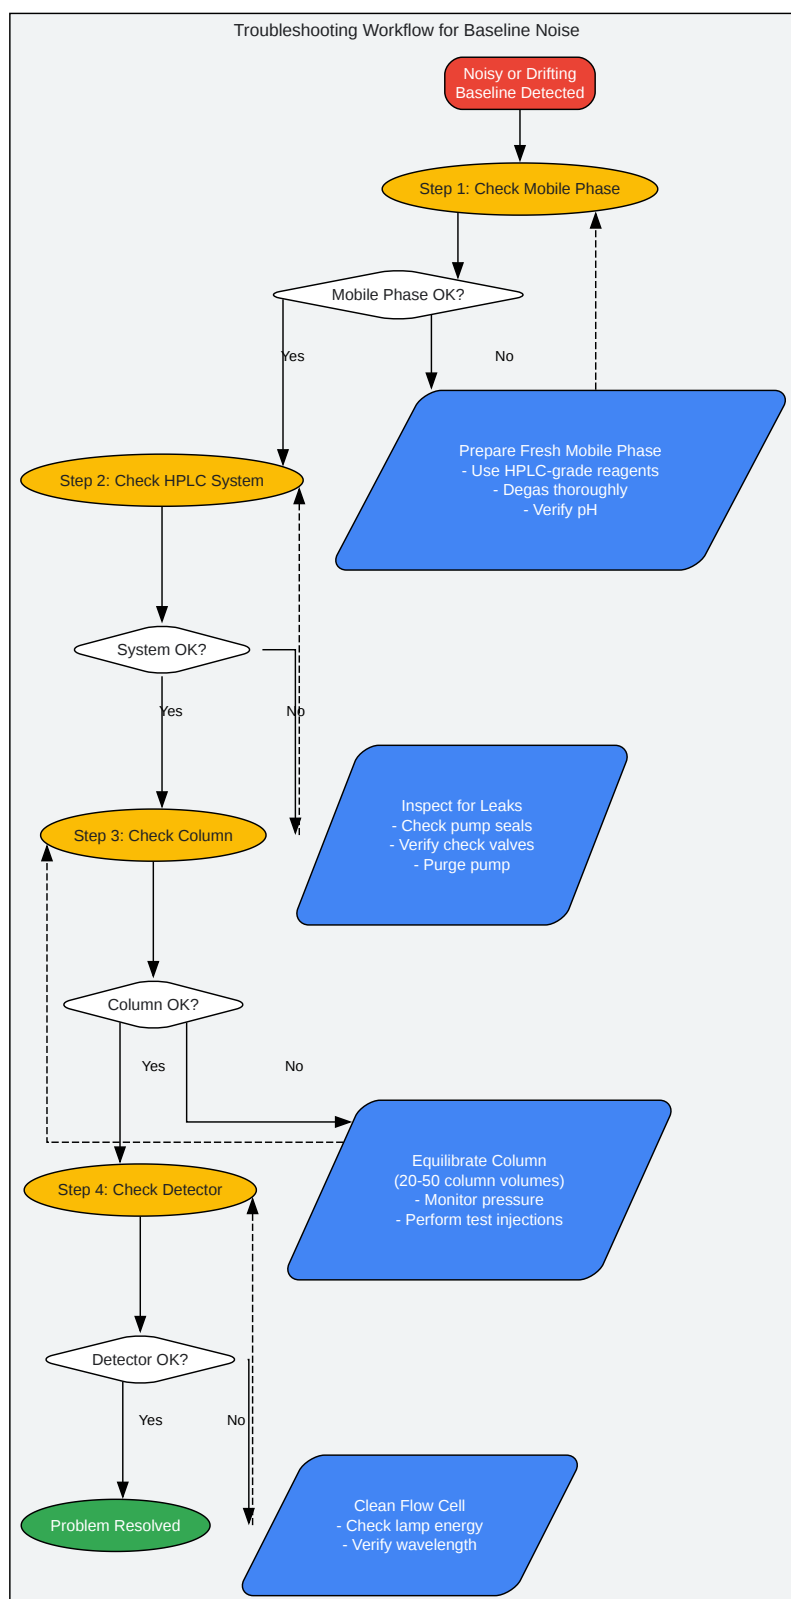 Troubleshooting Workflow for Baseline Noise
Noisy or Drifting
Baseline Detected
Step 1: Check Mobile Phase
Mobile Phase OK?
Yes
No
Prepare Fresh Mobile Phase
- Use HPLC-grade reagents
- Degas thoroughly
- Verify pH
Step 2: Check HPLC System
System OK?
Yes
No
Inspect for Leaks
- Check pump seals
- Verify check valves
- Purge pump
Step 3: Check Column
Column OK?
Yes
No
Equilibrate Column
(20-50 column volumes)
- Monitor pressure
- Perform test injections
Step 4: Check Detector
Detector OK?
Yes
No
Clean Flow Cell
- Check lamp energy
- Verify wavelength
Problem Resolved